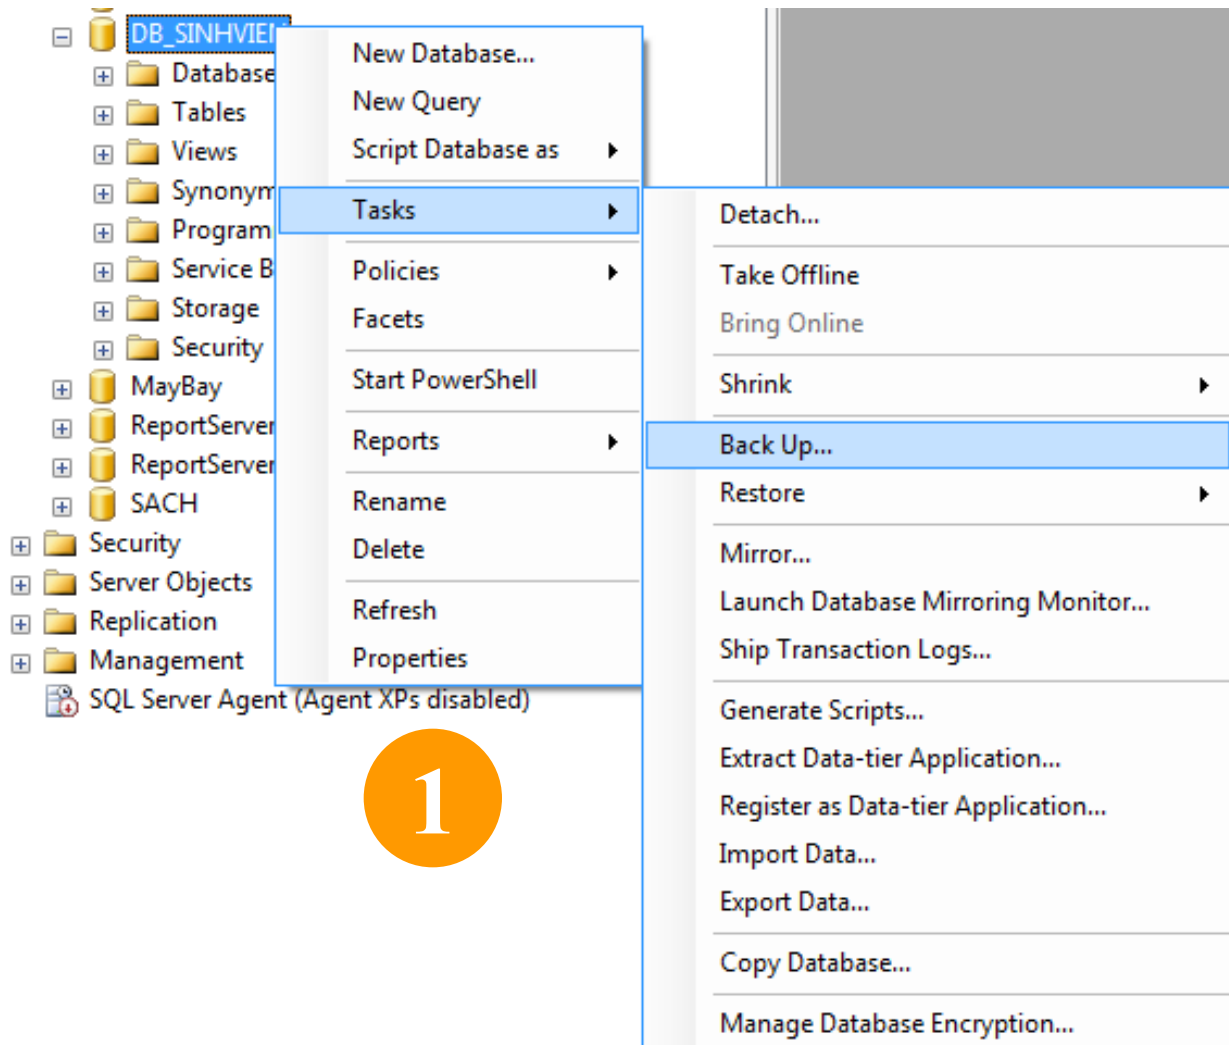 DB_SINHVIEN
Database
Tables
Views
Synonym
Program
Service B
Storage
Security
MayBay
ReportServer
ReportServer
SACH
Security
Server Objects
Replication
Management
SQL Server Agent (Agent XPs disabled)
New Database...
New Query
Script Database as
Tasks
Policies
Facets
Start PowerShell
Reports
Rename
Delete
Refresh
Properties
Detach...
Take Offline
Bring Online
Shrink
Back Up...
Restore
Mirror...
Launch Database Mirroring Monitor...
Ship Transaction Logs...
Generate Scripts...
Extract Data-tier Application...
Register as Data-tier Application...
Import Data...
Export Data...
Copy Database...
Manage Database Encryption...
1